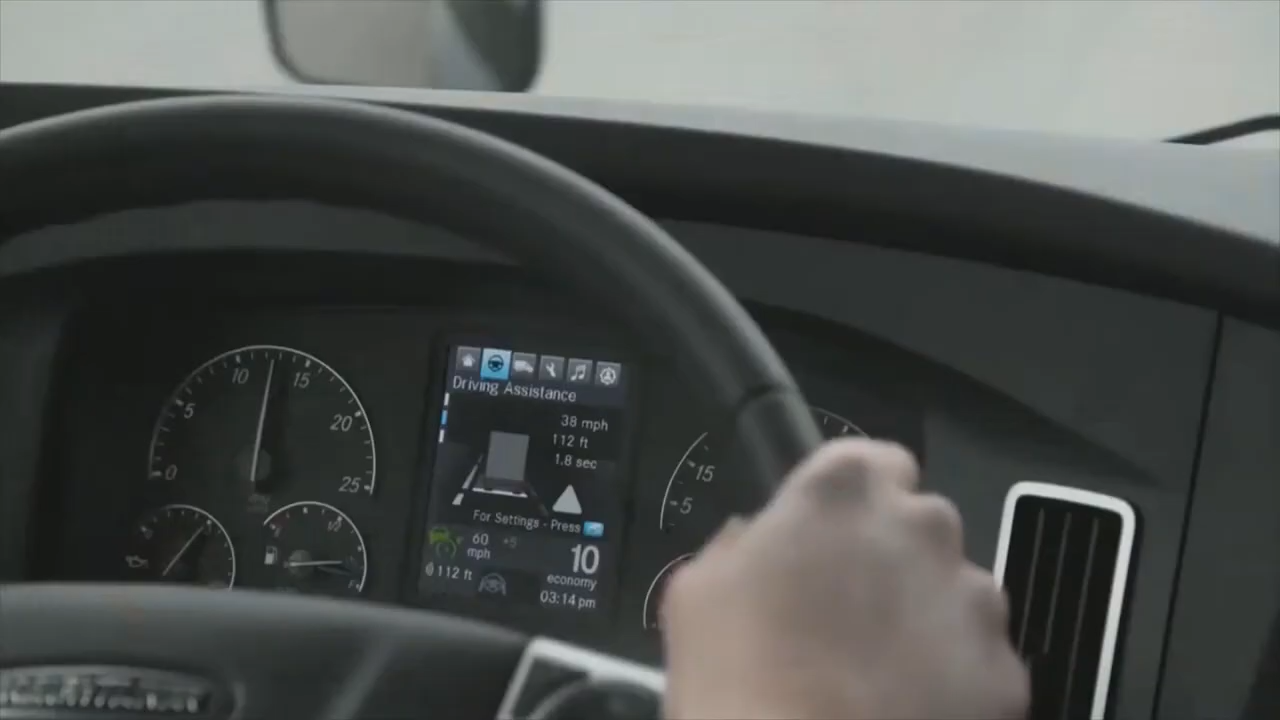 Driving Assistance
38 mph
112 ft
1.8 sec
For Settings - Press
60 +5
mph
112 ft
10
economy
03:14 pm
0
5
10
15
20
25
15
5
F